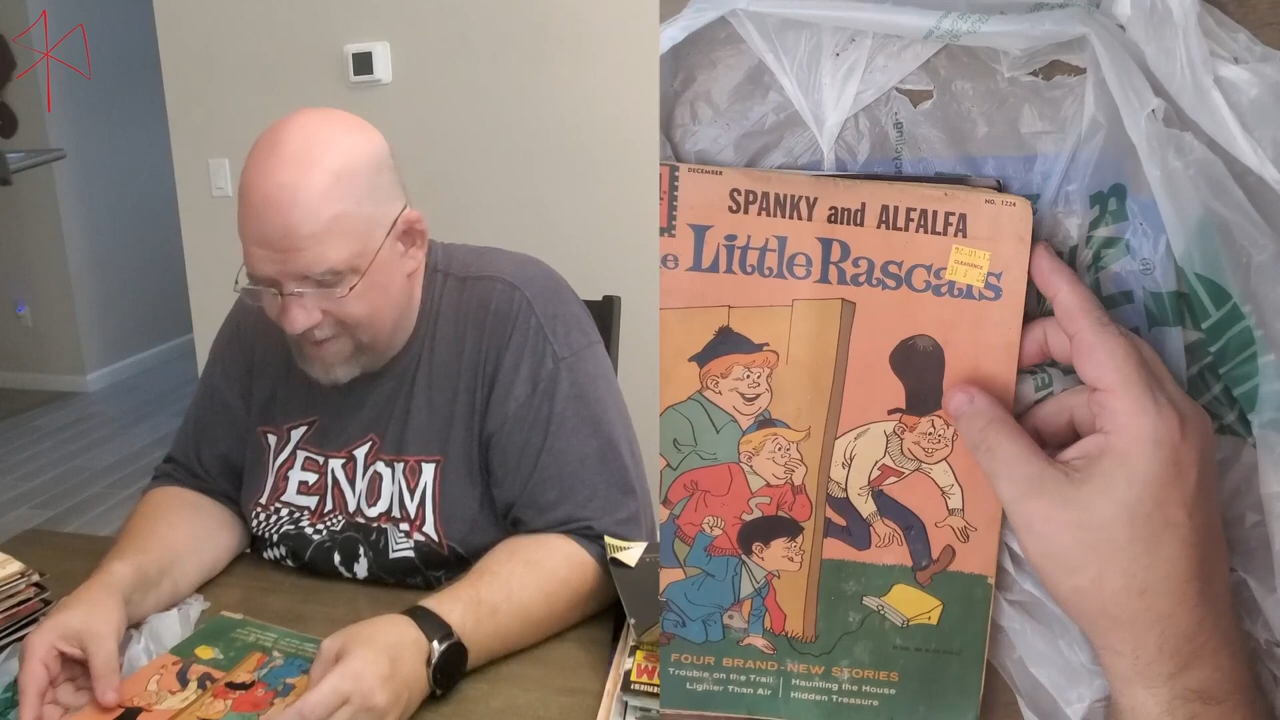 VENOM
DECEMBER
NO. 1224
SPANKY and ALFALFA
Little Rascals
CLEARANCE
FOUR BRAND-NEW STORIES
Trouble on the Trail
Lighter Than Air
Haunting the House
Hidden Treasure